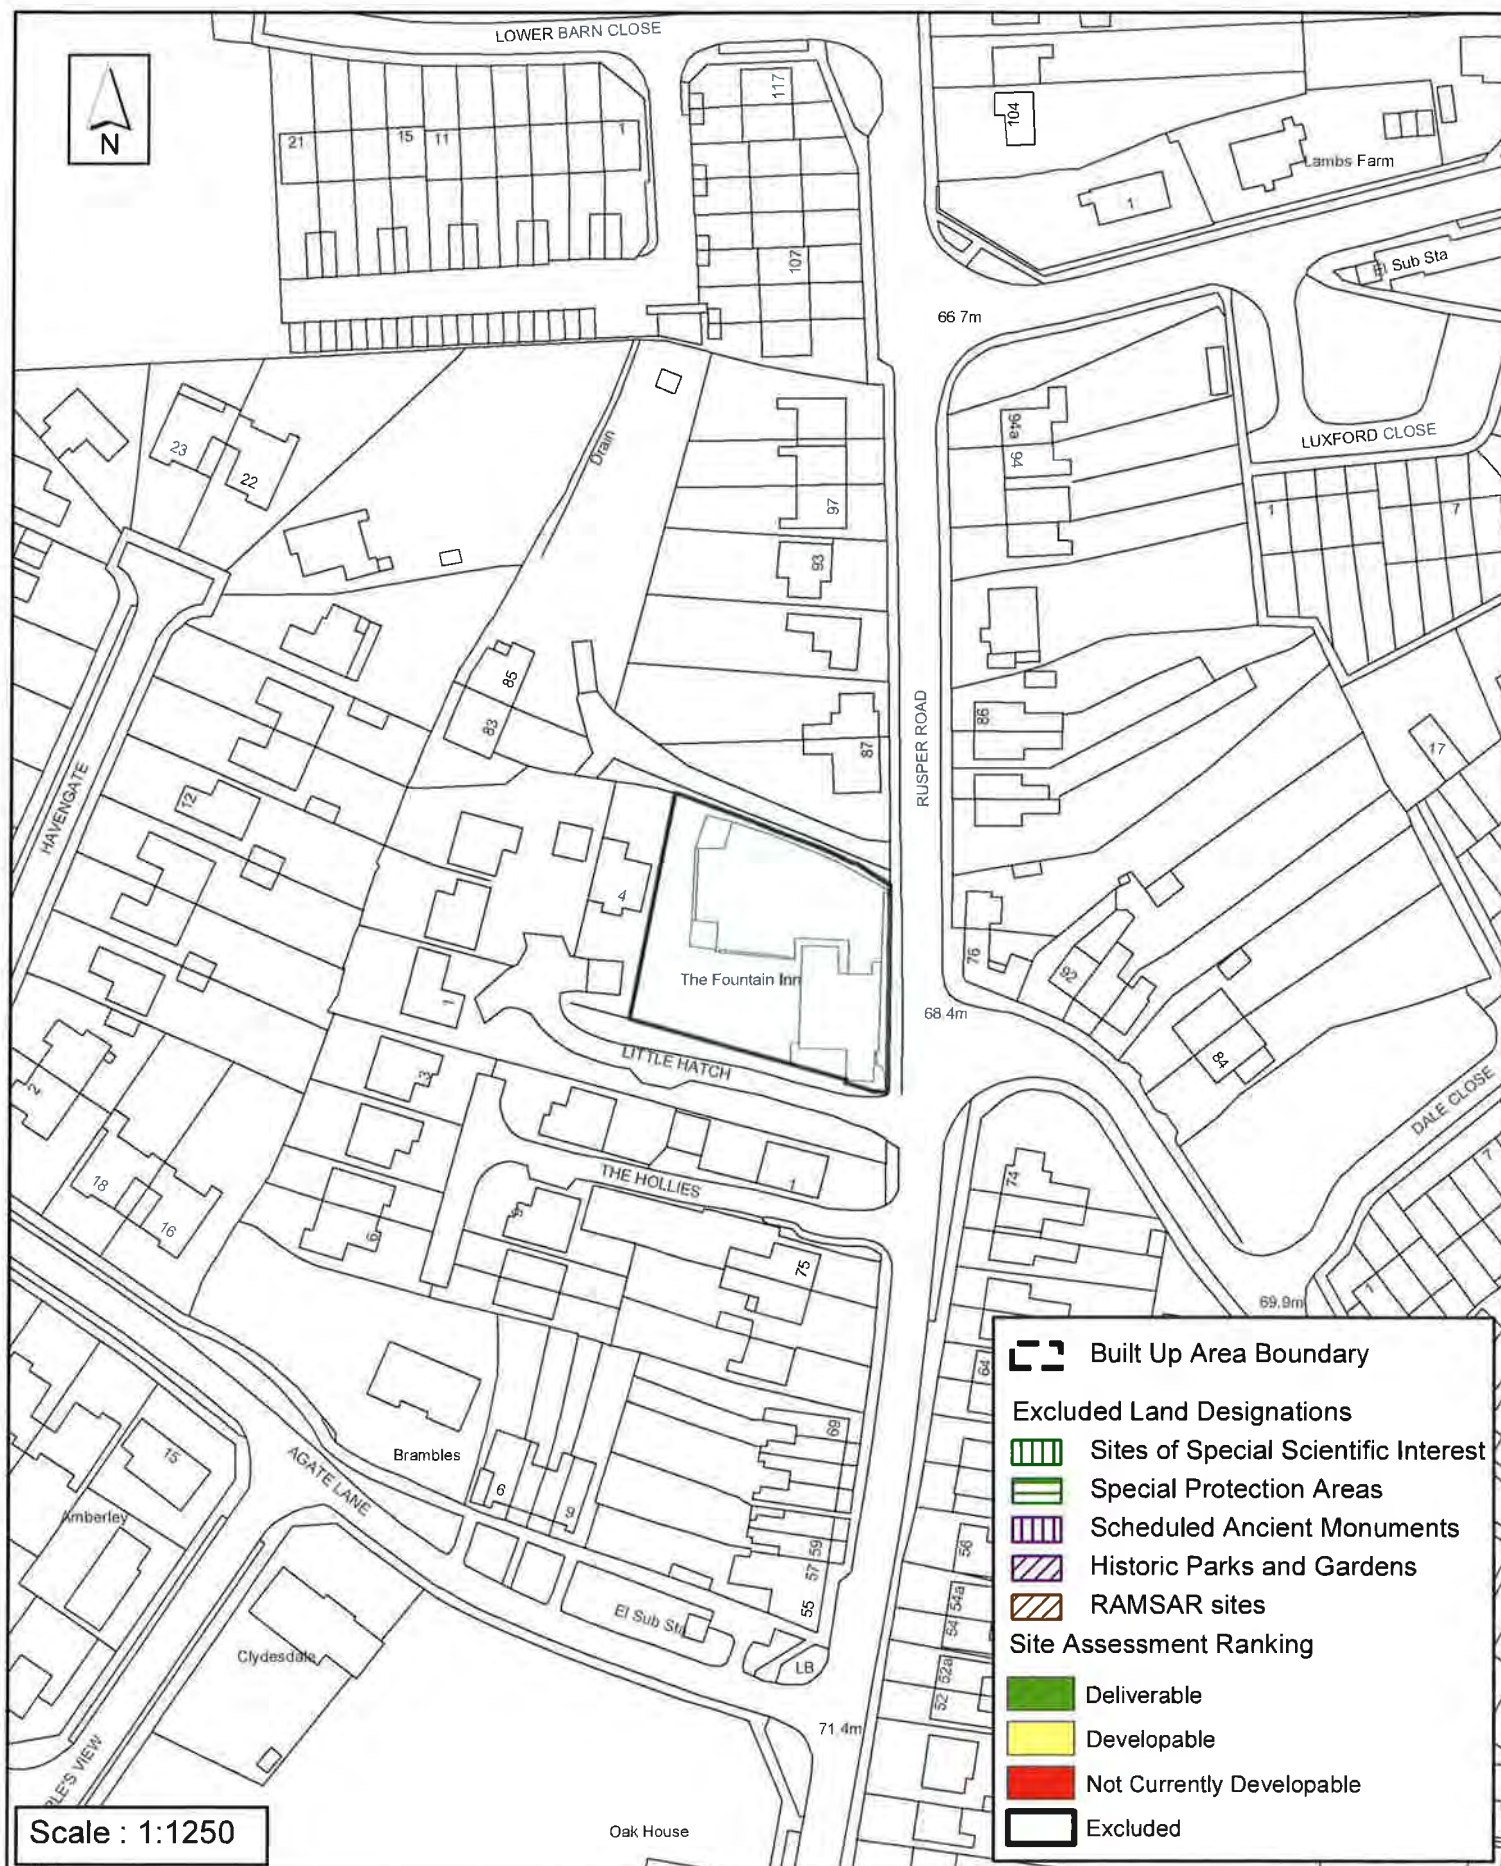 LOWER BARN CLOSE
N
21
15
11
1
117
107
104
1
Lambs Farm
El Sub Sta
66.7m
LUXFORD CLOSE
1
7
94a
94
23
22
Drain
97
93
85
83
87
RUSPER ROAD
86
17
HAVENGATE
12
4
The Fountain Inn
76
92
68.4m
84
1
LITTLE HATCH
DALE CLOSE
2
3
18
16
THE HOLLIES
1
74
7
6
75
69.9m
1
64
15
Amberley
Brambles
AGATE LANE
6
9
69
59
57
55
56
54a
El Sub Sta
LB
Clydesdale
52a
52
71.4m
PLE'S VIEW
Oak House
Scale : 1:1250
Built Up Area Boundary
Excluded Land Designations
Sites of Special Scientific Interest
Special Protection Areas
Scheduled Ancient Monuments
Historic Parks and Gardens
RAMSAR sites
Site Assessment Ranking
Deliverable
Developable
Not Currently Developable
Excluded